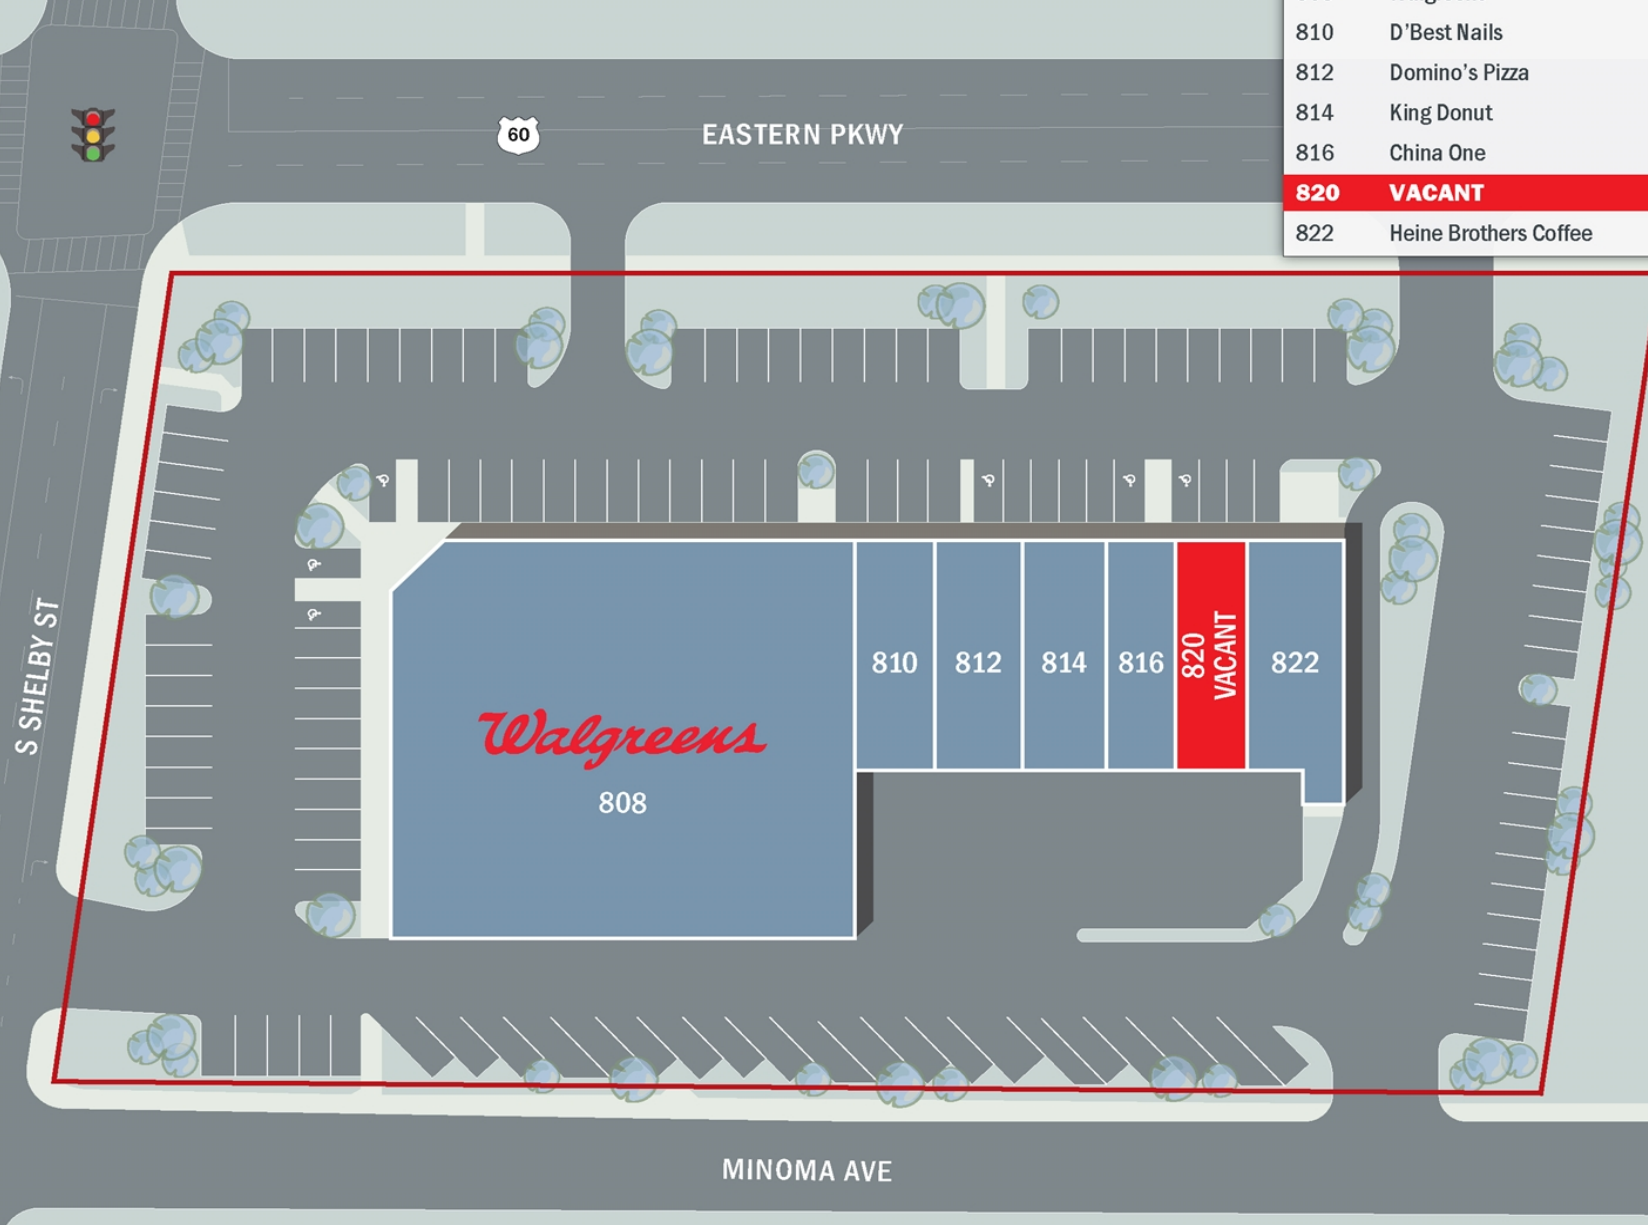 810 D’Best Nails
812 Domino’s Pizza
814 King Donut
816 China One
820 VACANT
822 Heine Brothers Coffee
60
EASTERN PKWY
S SHELBY ST
810
812
814
816
820
VACANT
822
Walgreens
808
MINOMA AVE